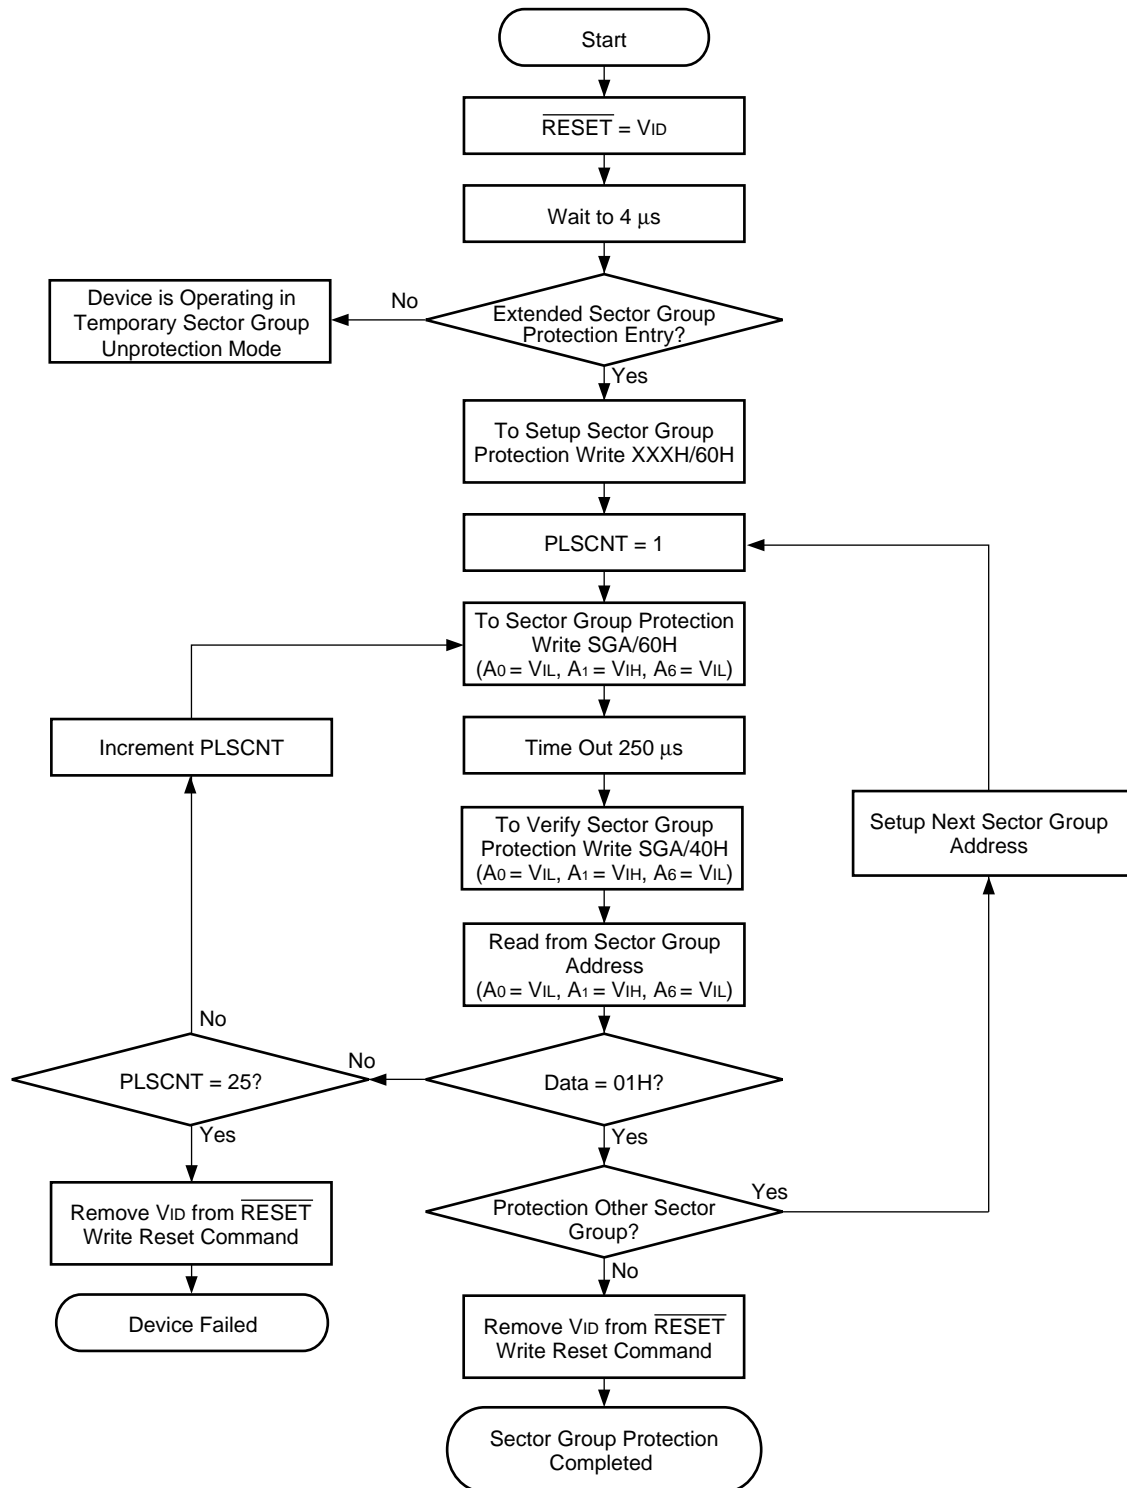 Start
RESET = VID
Wait to 4 μs
Device is Operating in
Temporary Sector Group
Unprotection Mode
No
Extended Sector Group
Protection Entry?
Yes
To Setup Sector Group
Protection Write XXXH/60H
PLSCNT = 1
To Sector Group Protection
Write SGA/60H
(A0 = VIL, A1 = VIH, A6 = VIL)
Increment PLSCNT
Time Out 250 μs
To Verify Sector Group
Protection Write SGA/40H
(A0 = VIL, A1 = VIH, A6 = VIL)
Setup Next Sector Group
Address
Read from Sector Group
Address
(A0 = VIL, A1 = VIH, A6 = VIL)
No
PLSCNT = 25?
No
Data = 01H?
Yes
Yes
Remove VID from RESET
Write Reset Command
Protection Other Sector
Group?
Yes
No
Device Failed
Remove VID from RESET
Write Reset Command
Sector Group Protection
Completed